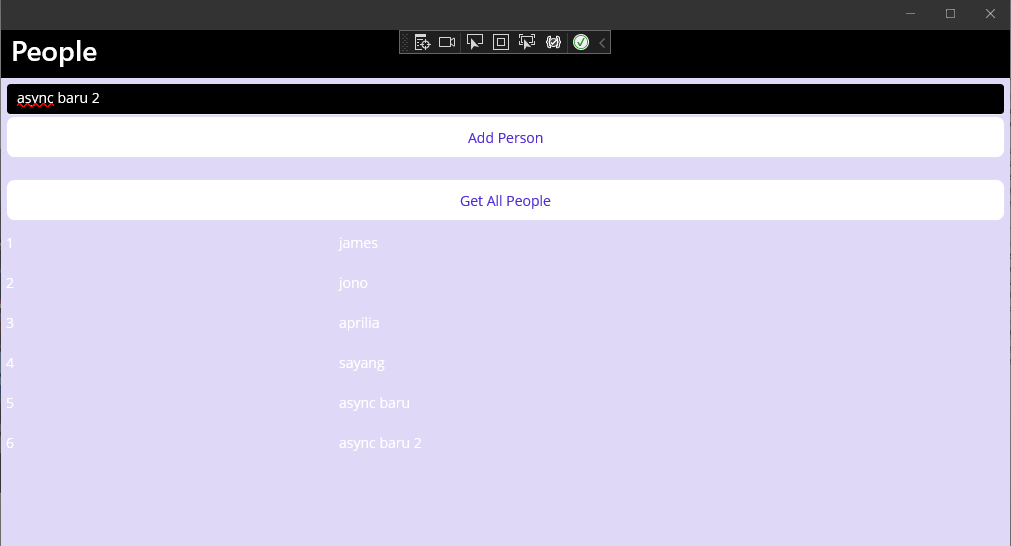 People
async baru 2
Add Person
Get All People
1 james
2 jono
3 aprilia
4 sayang
5 async baru
6 async baru 2